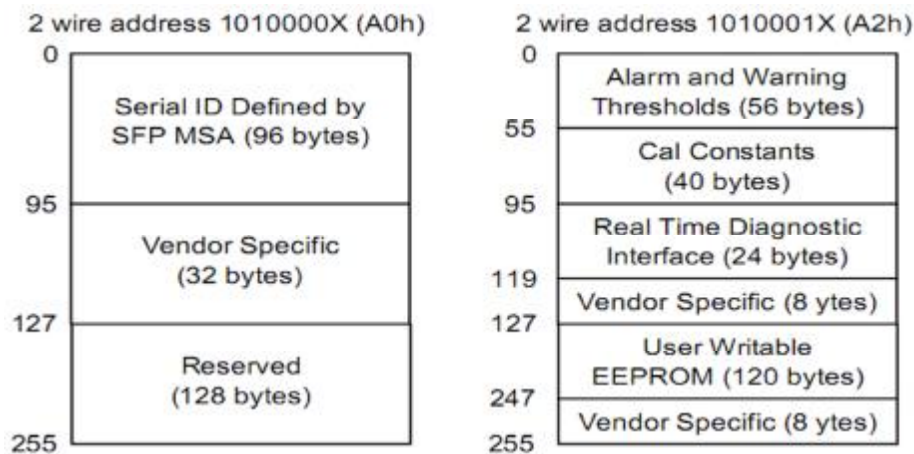 2 wire address 1010000X (A0h)
0
Serial ID Defined by
SFP MSA (96 bytes)
95
Vendor Specific
(32 bytes)
127
Reserved
(128 bytes)
255
2 wire address 1010001X (A2h)
0
Alarm and Warning
Thresholds (56 bytes)
55
Cal Constants
(40 bytes)
95
Real Time Diagnostic
Interface (24 bytes)
119
Vendor Specific (8 ytes)
127
User Writable
EEPROM (120 bytes)
247
Vendor Specific (8 ytes)
255